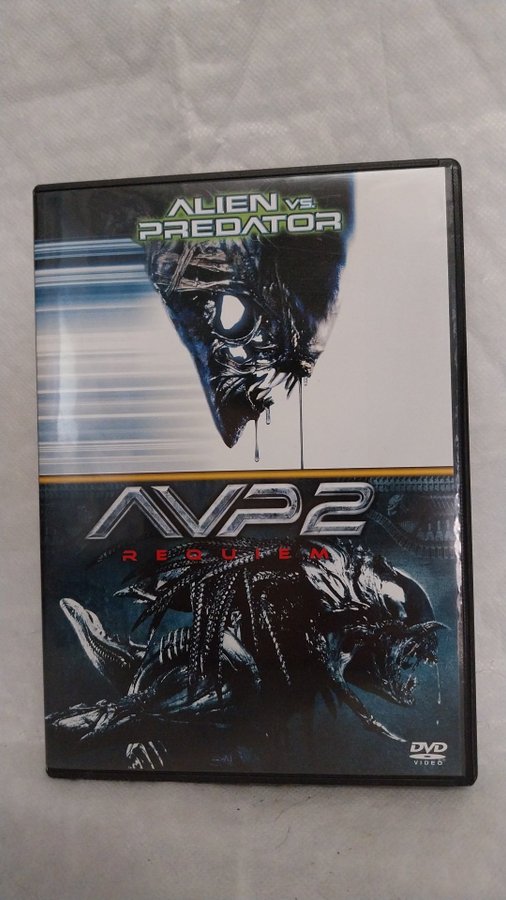 ALIEN VS.
PREDATOR
AVP2
REQUIEM
DVD
VIDEO